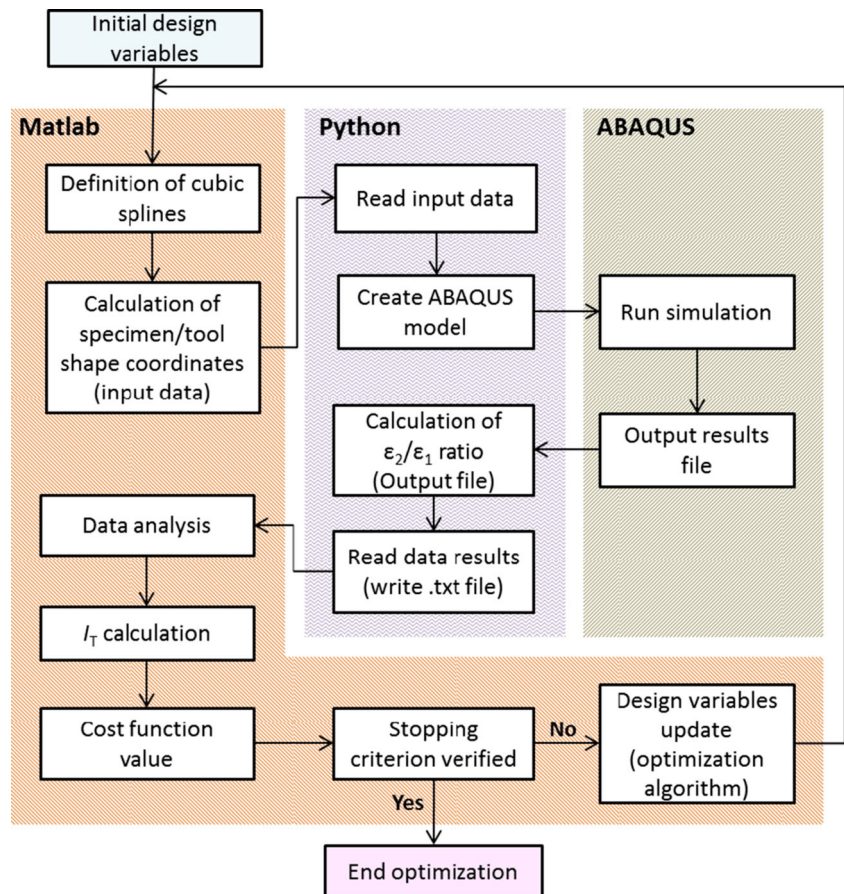 Initial design
variables
Matlab
Python
ABAQUS
Definition of cubic
splines
Calculation of
specimen/tool
shape coordinates
(input data)
Read input data
Create ABAQUS
model
Run simulation
Output results
file
Calculation of
ε₂/ε₁ ratio
(Output file)
Read data results
(write .txt file)
Data analysis
I_T calculation
Cost function
value
Stopping
criterion verified
No
Design variables
update
(optimization
algorithm)
Yes
End optimization